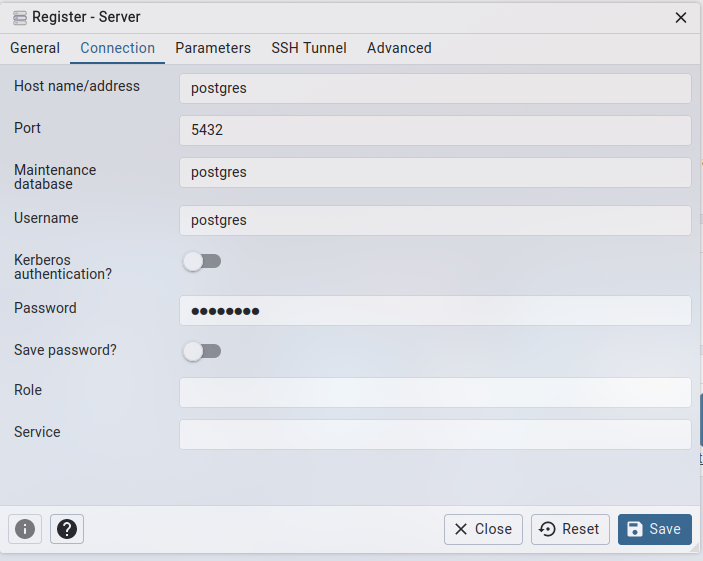 Register - Server
General Connection Parameters SSH Tunnel Advanced
Host name/address postgres
Port 5432
Maintenance
database postgres
Username postgres
Kerberos
authentication?
Password ●●●●●●●●
Save password?
Role
Service
Close Reset Save